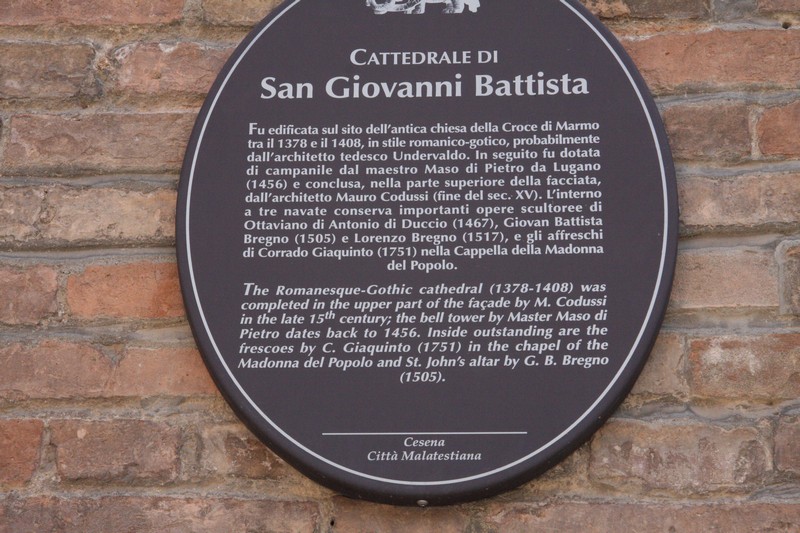 CATTEDRALE DI
San Giovanni Battista
Fu edificata sul sito dell'antica chiesa della Croce di Marmo
tra il 1378 e il 1408, in stile romanico-gotico, probabilmente
dall'architetto tedesco Undervaldo. In seguito fu dotata
di campanile dal maestro Maso di Pietro da Lugano
(1456) e conclusa, nella parte superiore della facciata,
dall'architetto Mauro Codussi (fine del sec. XV). L'interno
a tre navate conserva importanti opere scultoree di
Ottaviano di Antonio di Duccio (1467), Giovan Battista
Bregno (1505) e Lorenzo Bregno (1517), e gli affreschi
di Corrado Giaquinto (1751) nella Cappella della Madonna
del Popolo.
The Romanesque-Gothic cathedral (1378-1408) was
completed in the upper part of the façade by M. Codussi
in the late 15th century; the bell tower by Master Maso di
Pietro dates back to 1456. Inside outstanding are the
frescoes by C. Giaquinto (1751) in the chapel of the
Madonna del Popolo and St. John's altar by G. B. Bregno
(1505).
Cesena
Città Malatestiana